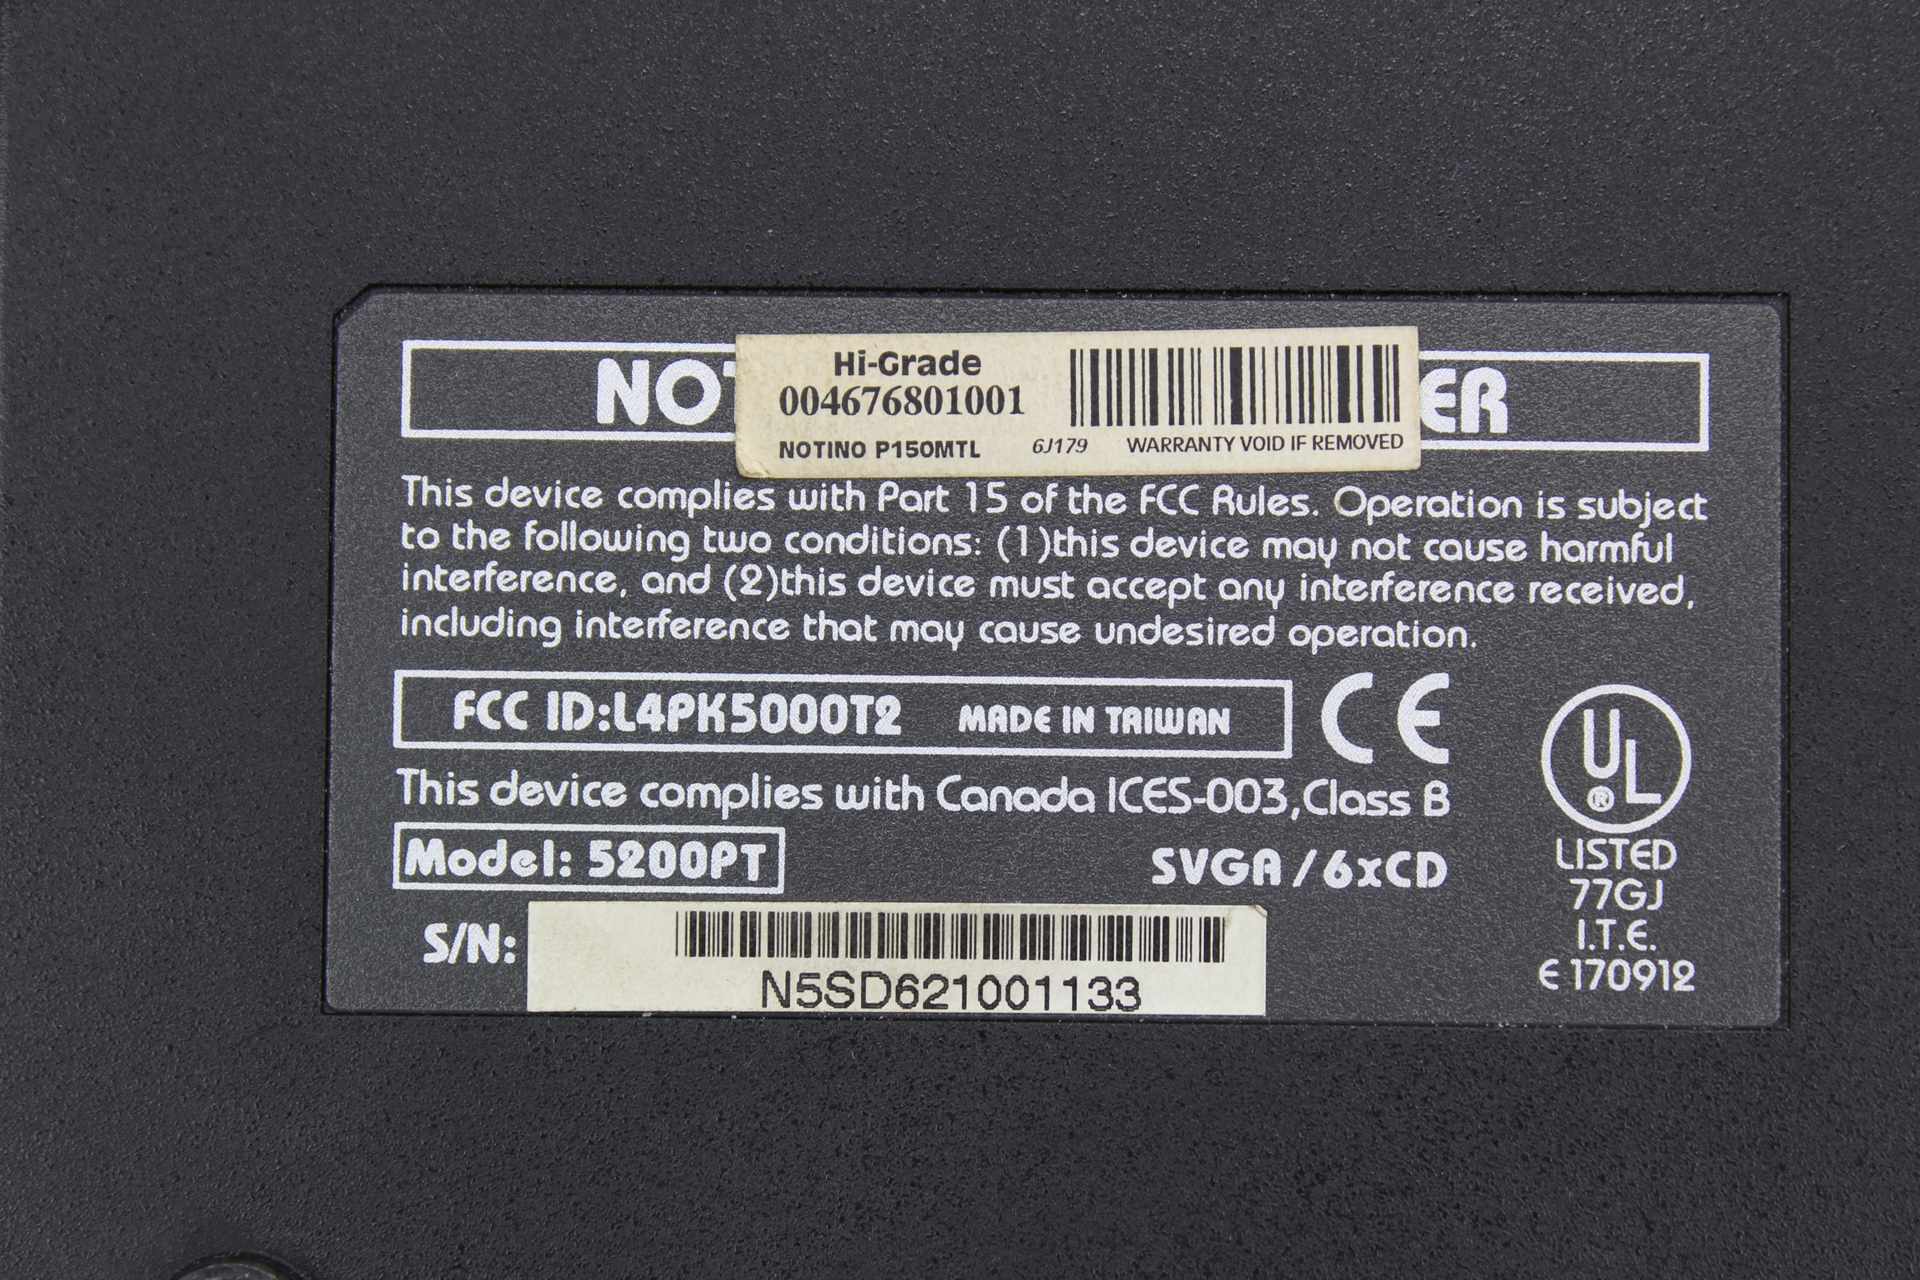 Hi-Grade
004676801001
NOTINO P150MTL 6J179 WARRANTY VOID IF REMOVED
This device complies with Part 15 of the FCC Rules. Operation is subject
to the following two conditions: (1)this device may not cause harmful
interference, and (2)this device must accept any interference received,
including interference that may cause undesired operation.
FCC ID:L4PK5000T2 MADE IN TAIWAN
CE
This device complies with Canada ICES-003,Class B
Model: 5200PT
SVGA/6xCD
S/N:
N5SD621001133
UL
®
LISTED
77GJ
I.T.E.
E170912